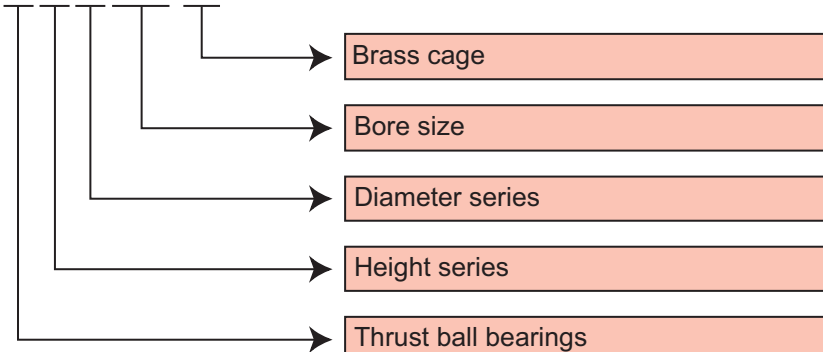 Brass cage
Bore size
Diameter series
Height series
Thrust ball bearings